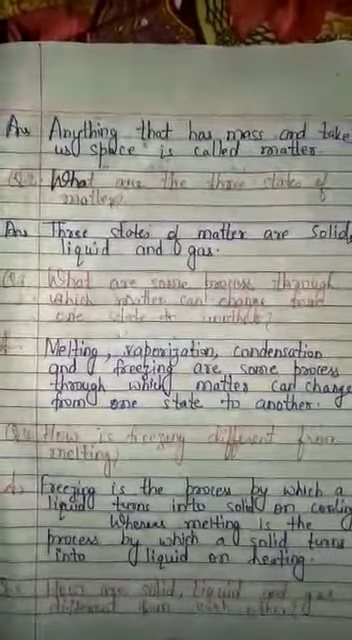 Ans Anything that has mass and take
us space is called matter.
Q2 What are the three states of
matter?
Ans Three states of matter are Solid,
liquid and gas.
Q3 What are some process through
which matter can change from
one state to another?
Melting, vaporization, condensation
and freezing are some process
through which matter can change
from one state to another.
Q4 How is freezing different from
melting?
A. Freezing is the process by which a
liquid turns into solid on cooling
Whereas melting is the
process by which a solid turns
into liquid on heating.
How are solid, liquid and gas
different from each other?